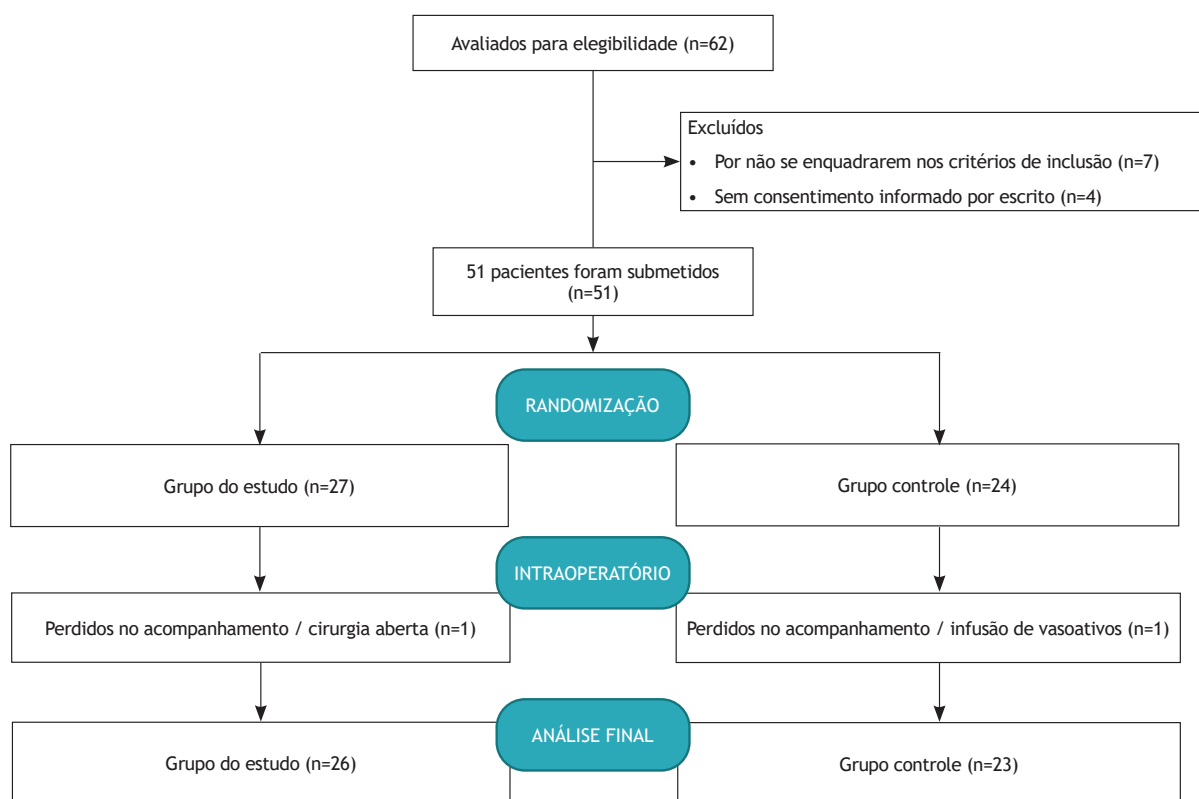 Avaliados para elegibilidade (n=62)
Excluídos
• Por não se enquadrarem nos critérios de inclusão (n=7)
• Sem consentimento informado por escrito (n=4)
51 pacientes foram submetidos
(n=51)
RANDOMIZAÇÃO
Grupo do estudo (n=27)
Grupo controle (n=24)
INTRAOPERATÓRIO
Perdidos no acompanhamento / cirurgia aberta (n=1)
Perdidos no acompanhamento / infusão de vasoativos (n=1)
ANÁLISE FINAL
Grupo do estudo (n=26)
Grupo controle (n=23)